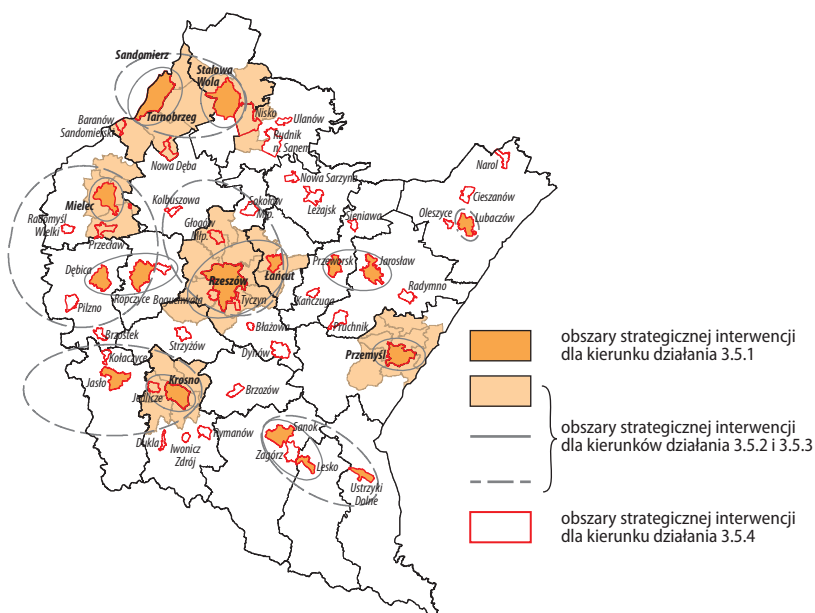 Sandomierz
Stalowa
Wola
Tarnobrzeg
Baranów
Sandomierski
Nisko
Ulanów
Rudnik
n. Sanem
Nowa Dęba
Narol
Nowa Sarzyna
Cieszanów
Mielec
Kolbuszowa
Sokołów
Młp.
Leżajsk
Oleszyce
Lubaczów
Radomyśl
Wielki
Głogów
Młp.
Sieniawa
Przecław
Dębica
Przeworsk
Jarosław
Rzeszów
Łańcut
Ropczyce
Boguchwała
Tyczyn
Kańczuga
Radymno
Pilzno
Błażowa
Pruchnik
Brzostek
Strzyżów
Dynów
Przemyśl
Kołaczyce
Jasło
Krosno
Jedlicze
Brzozów
Dukla
Iwonicz
Zdrój
Rymanów
Sanok
Zagórz
Lesko
Ustrzyki
Dolne
obszary strategicznej interwencji
dla kierunku działania 3.5.1
obszary strategicznej interwencji
dla kierunków działania 3.5.2 i 3.5.3
obszary strategicznej interwencji
dla kierunku działania 3.5.4